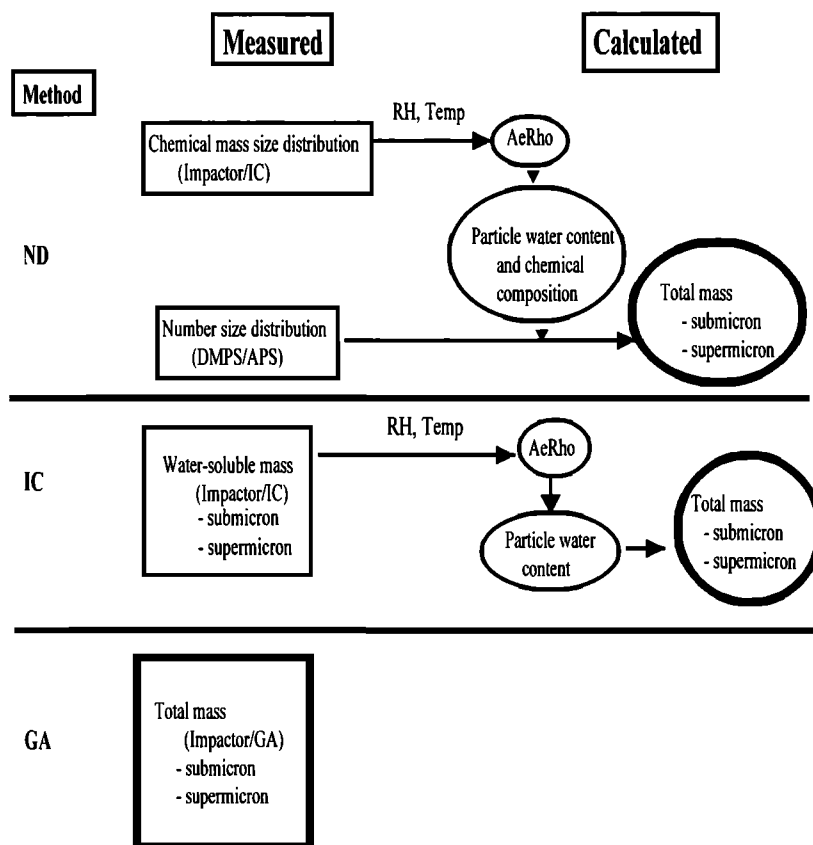 Measured
Calculated
Method
RH, Temp
AeRho
Chemical mass size distribution
(Impactor/IC)
Particle water content
and chemical
composition
ND
Total mass
- submicron
- supermicron
Number size distribution
(DMPS/APS)
RH, Temp
AeRho
Water-soluble mass
(Impactor/IC)
- submicron
- supermicron
IC
Total mass
- submicron
- supermicron
Particle water
content
Total mass
(Impactor/GA)
- submicron
- supermicron
GA